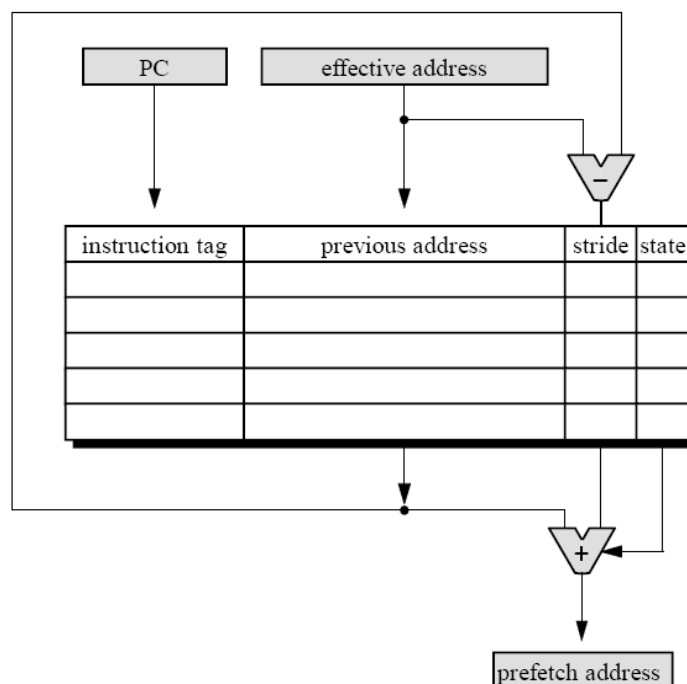 PC
effective address
−
instruction tag
previous address
stride
state
+
prefetch address